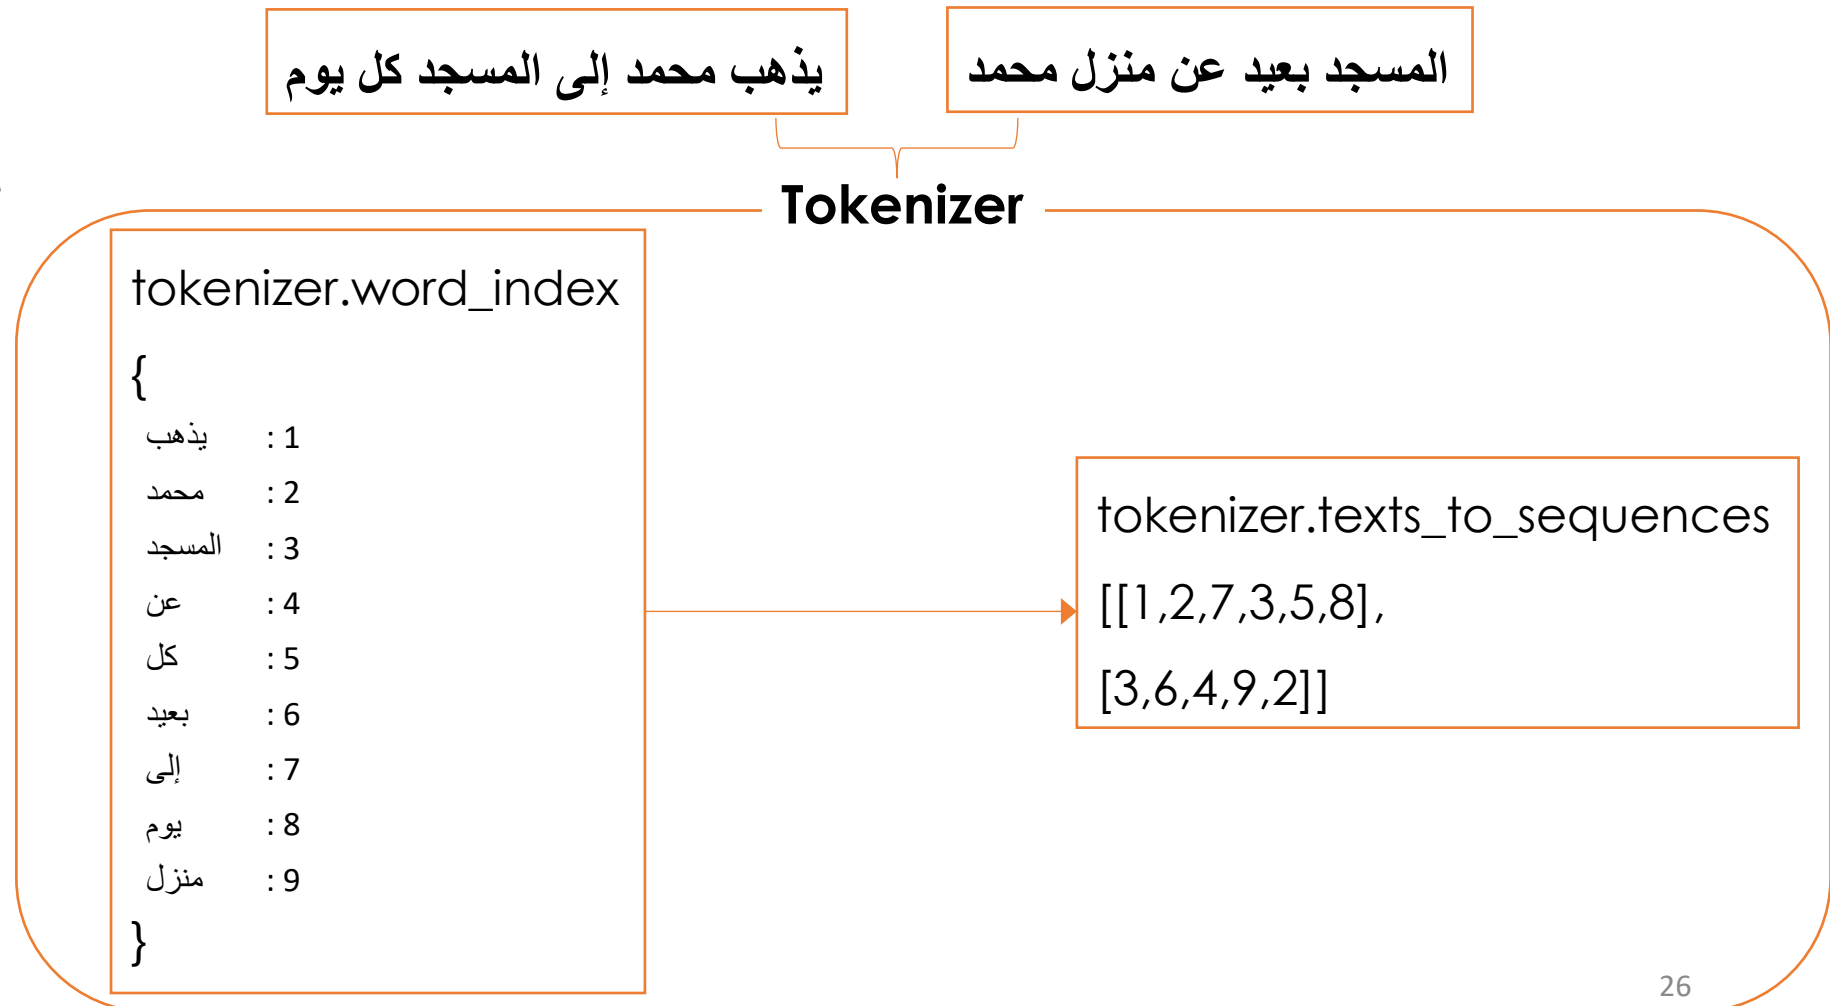 يذهب محمد إلى المسجد كل يوم
المسجد بعيد عن منزل محمد
Tokenizer
tokenizer.word_index
{
يذهب : 1
محمد : 2
المسجد : 3
عن : 4
كل : 5
بعيد : 6
إلى : 7
يوم : 8
منزل : 9
}
tokenizer.texts_to_sequences
[[1,2,7,3,5,8],
[3,6,4,9,2]]
26